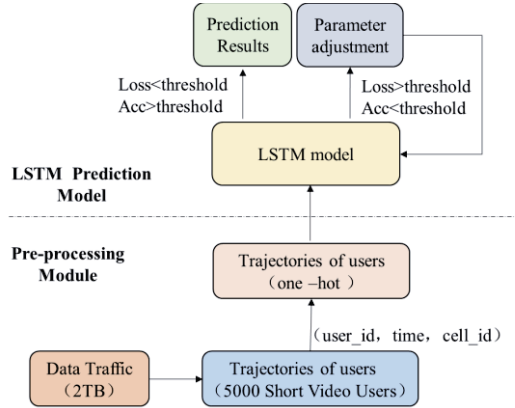 Prediction
Results
Parameter
adjustment
Loss<threshold
Acc>threshold
Loss>threshold
Acc<threshold
LSTM model
LSTM Prediction
Model
Pre-processing
Module
Trajectories of users
（one –hot ）
（user_id，time，cell_id）
Data Traffic
（2TB）
Trajectories of users
（5000 Short Video Users）